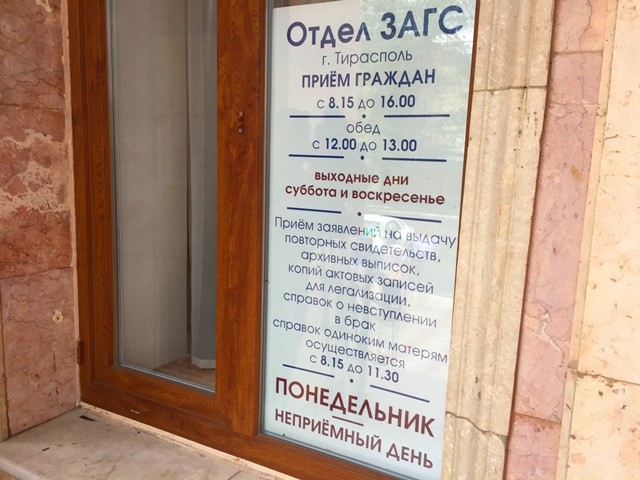 Отдел ЗАГС
г. Тирасполь
ПРИЁМ ГРАЖДАН
с 8.15 до 16.00
обед
с 12.00 до 13.00
выходные дни
суббота и воскресенье
Приём заявлений на выдачу
повторных свидетельств,
архивных выписок,
копий актовых записей
для легализации,
справок о невступлении
в брак
справок одиноким матерям
осуществляется
с 8.15 до 11.30
ПОНЕДЕЛЬНИК
НЕПРИЁМНЫЙ ДЕНЬ